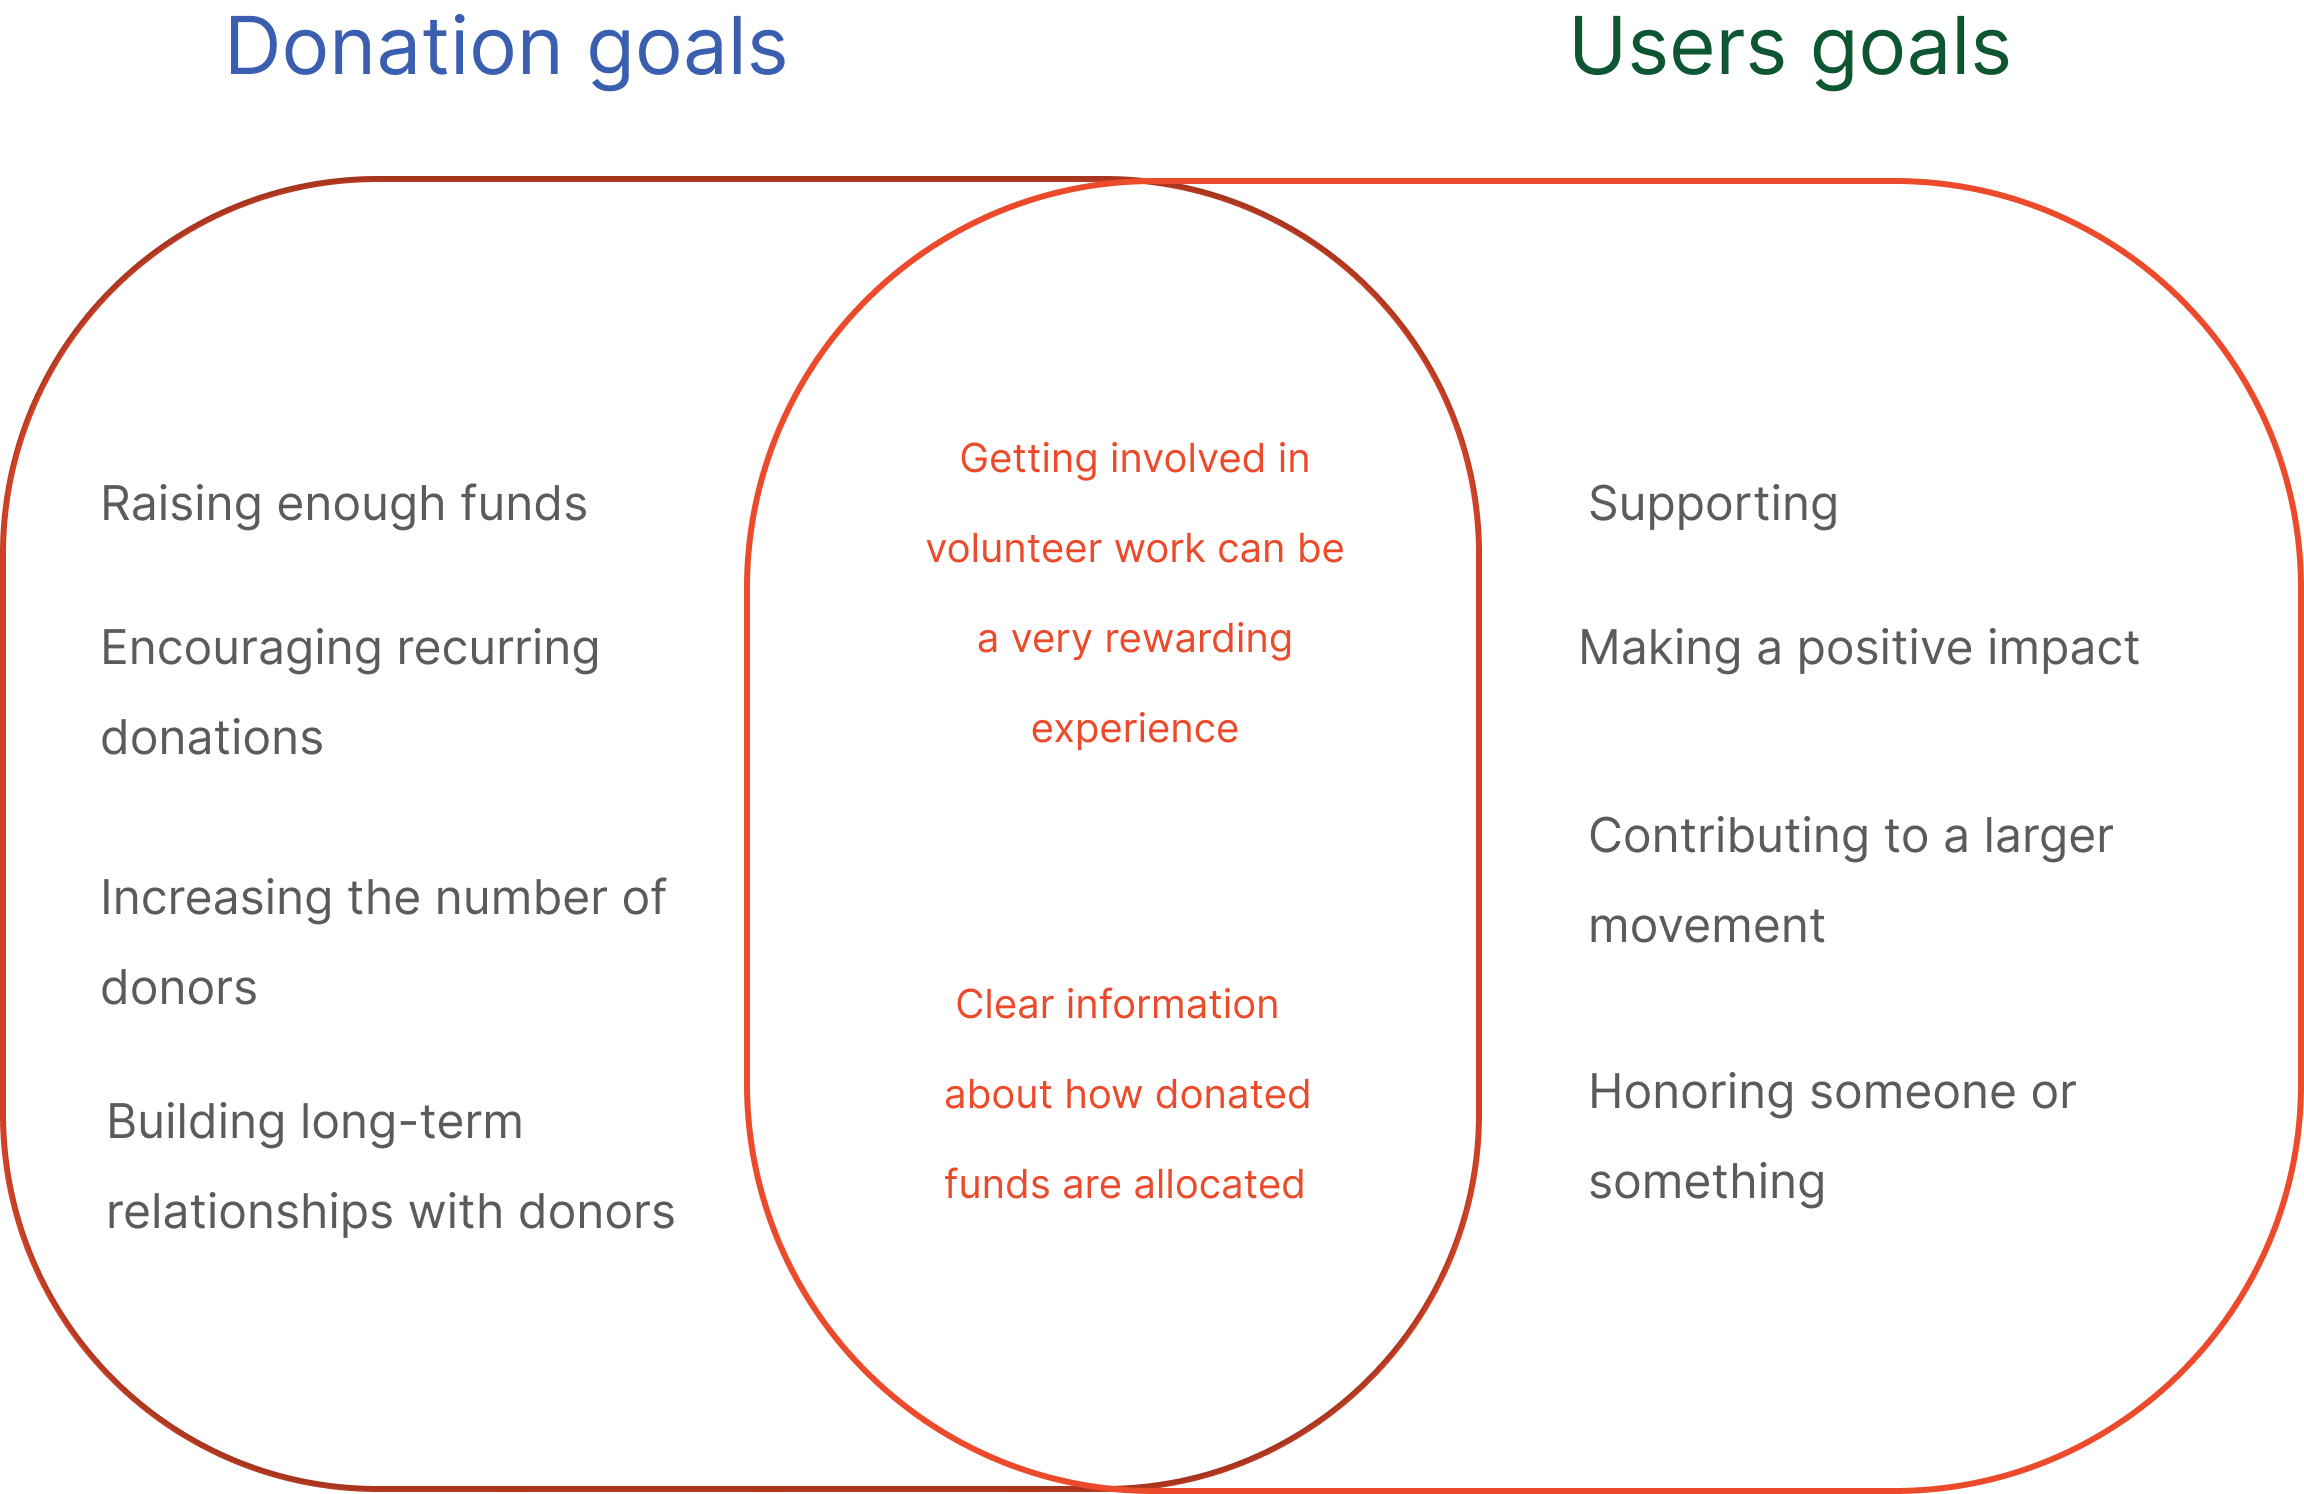 Donation goals
Users goals
Raising enough funds
Encouraging recurring
donations
Increasing the number of
donors
Building long-term
relationships with donors
Getting involved in
volunteer work can be
a very rewarding
experience
Clear information
about how donated
funds are allocated
Supporting
Making a positive impact
Contributing to a larger
movement
Honoring someone or
something